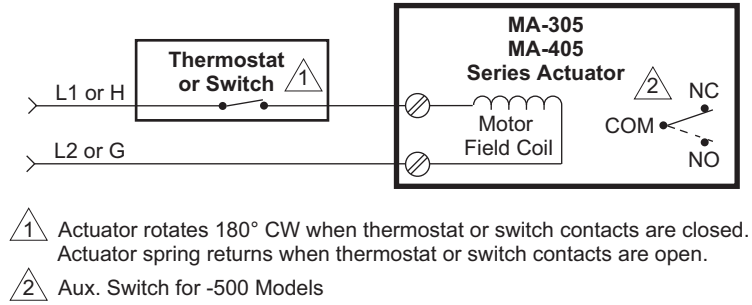 MA-305
MA-405
Series Actuator
Thermostat
or Switch
1
2
NC
L1 or H
COM
Motor
Field Coil
NO
L2 or G
1 Actuator rotates 180° CW when thermostat or switch contacts are closed.
Actuator spring returns when thermostat or switch contacts are open.
2 Aux. Switch for -500 Models